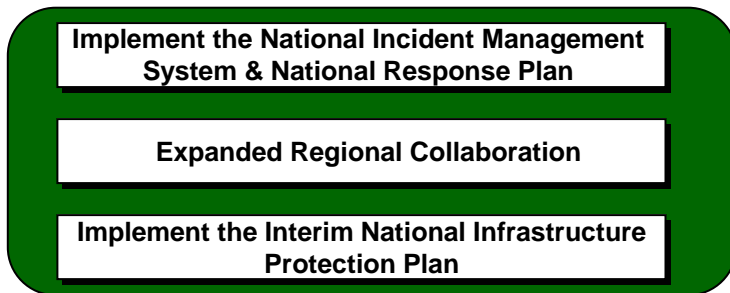 Implement the National Incident Management
System & National Response Plan
Expanded Regional Collaboration
Implement the Interim National Infrastructure
Protection Plan